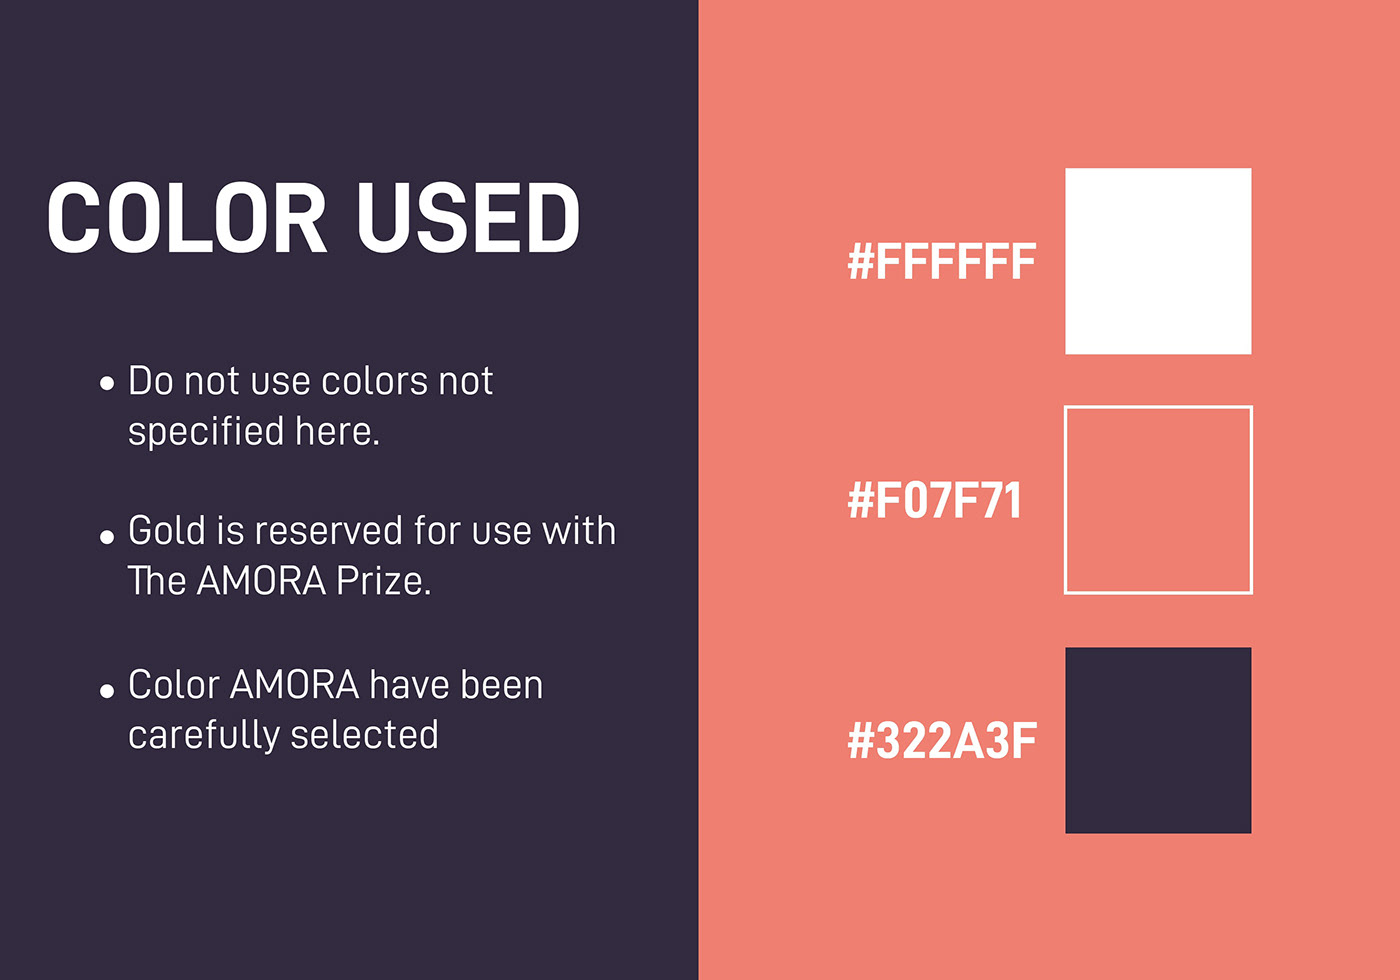 COLOR USED
• Do not use colors not
specified here.
• Gold is reserved for use with
The AMORA Prize.
• Color AMORA have been
carefully selected
#FFFFFF
#F07F71
#322A3F